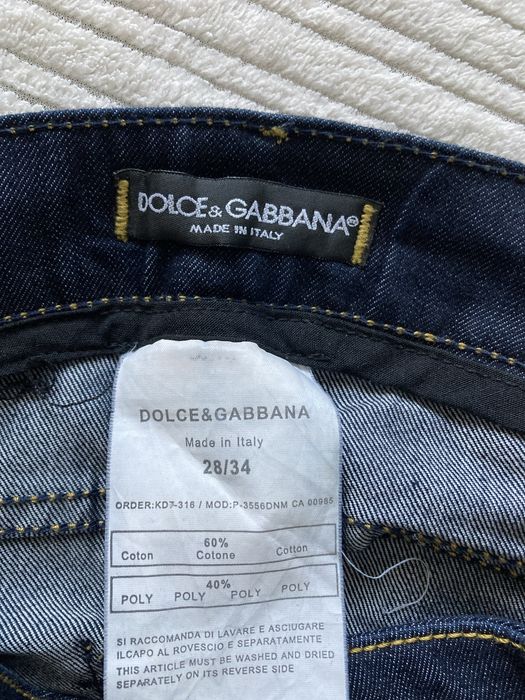 DOLCE & GABBANA®
MADE IN ITALY
DOLCE&GABBANA
Made in Italy
28/34
ORDER:KD7-316 / MOD:P-3556DNM CA 00985
60%
Coton Cotone Cotton
40%
POLY POLY POLY POLY
SI RACCOMANDA DI LAVARE E ASCIUGARE
ILCAPO AL ROVESCIO E SEPARATAMENTE
THIS ARTICLE MUST BE WASHED AND DRIED
SEPARATELY ON ITS REVERSE SIDE